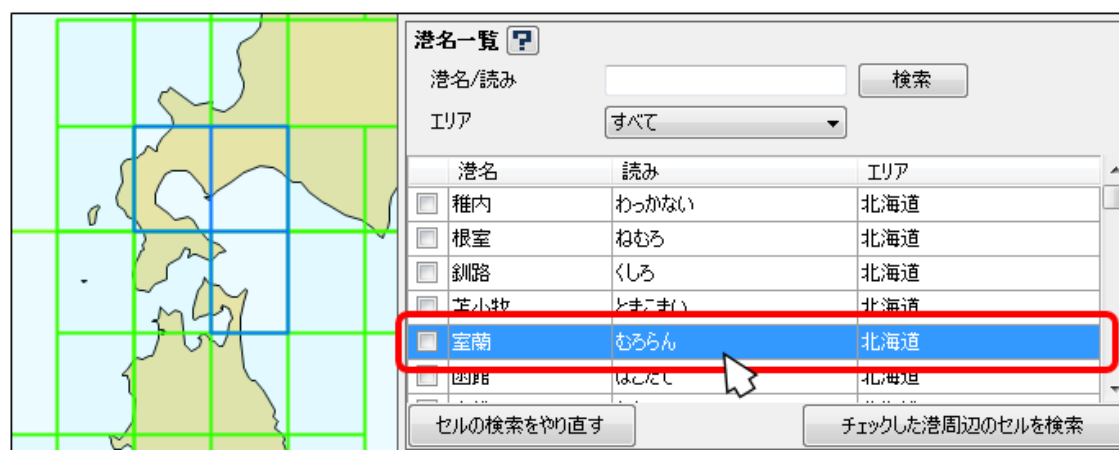 港名一覧 ?
港名/読み 検索
エリア すべて
港名 読み エリア
稚内 わっかない 北海道
根室 ねむろ 北海道
釧路 くしろ 北海道
苫小牧 とまこまい 北海道
室蘭 むろらん 北海道
函館 はこだて 北海道
セルの検索をやり直す チェックした港周辺のセルを検索